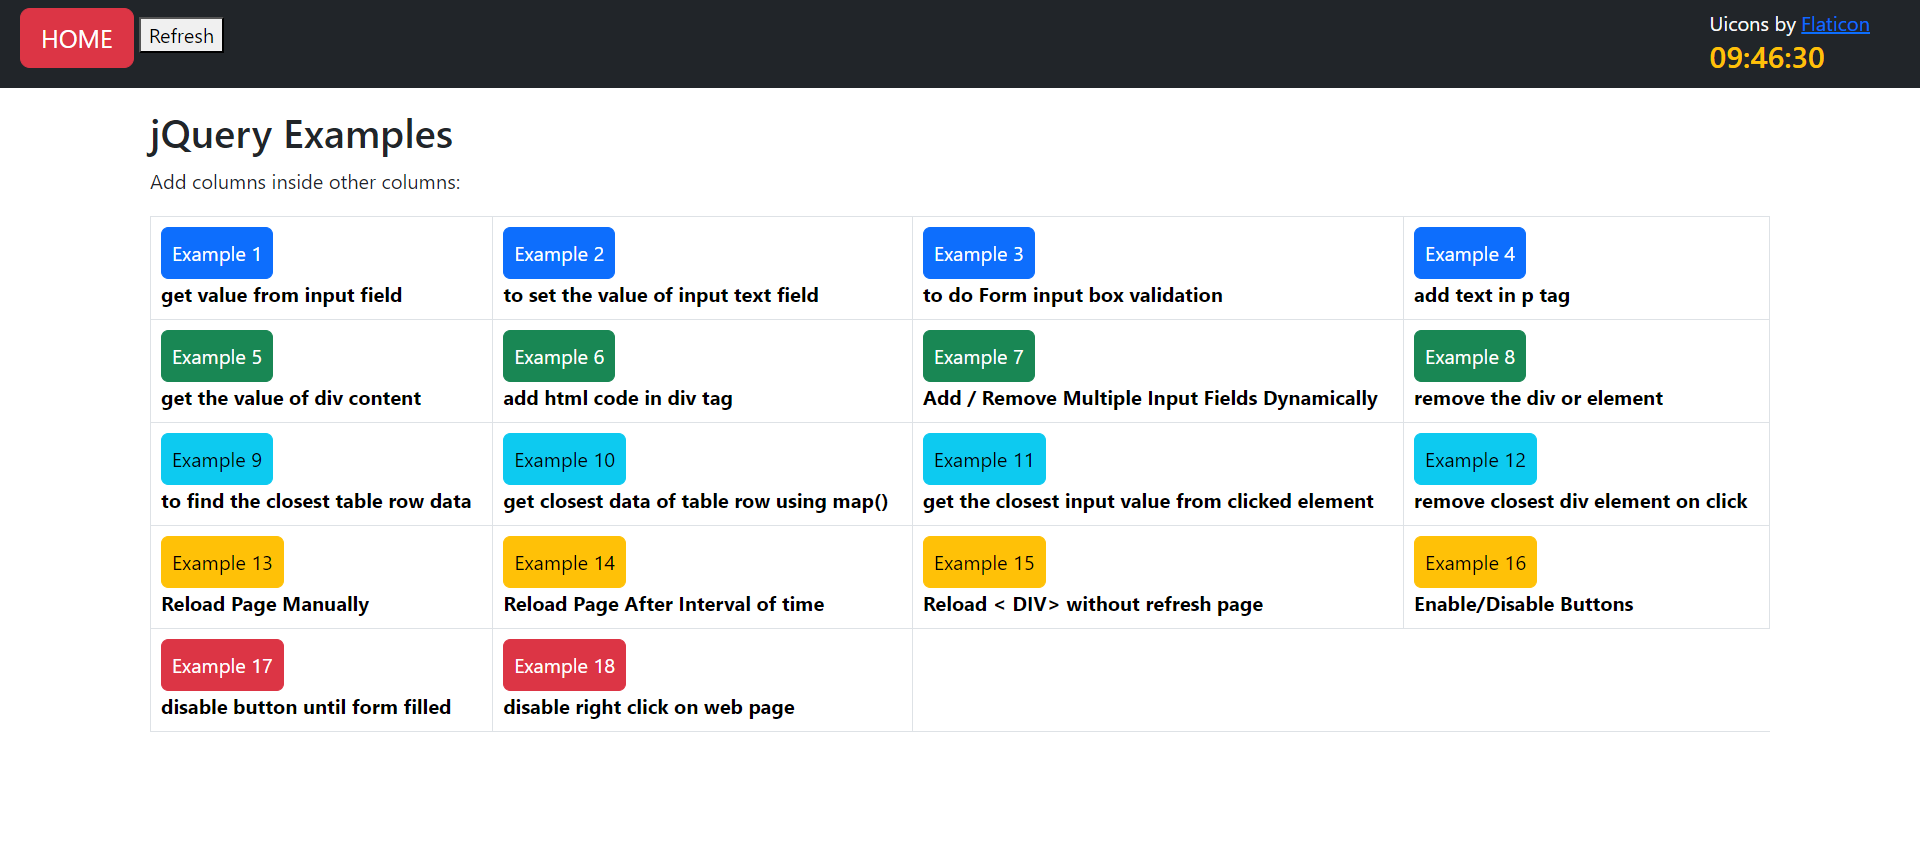 HOME Refresh
Uicons by Flaticon
09:46:30
jQuery Examples
Add columns inside other columns:
Example 1
get value from input field
Example 2
to set the value of input text field
Example 3
to do Form input box validation
Example 4
add text in p tag
Example 5
get the value of div content
Example 6
add html code in div tag
Example 7
Add / Remove Multiple Input Fields Dynamically
Example 8
remove the div or element
Example 9
to find the closest table row data
Example 10
get closest data of table row using map()
Example 11
get the closest input value from clicked element
Example 12
remove closest div element on click
Example 13
Reload Page Manually
Example 14
Reload Page After Interval of time
Example 15
Reload < DIV> without refresh page
Example 16
Enable/Disable Buttons
Example 17
disable button until form filled
Example 18
disable right click on web page